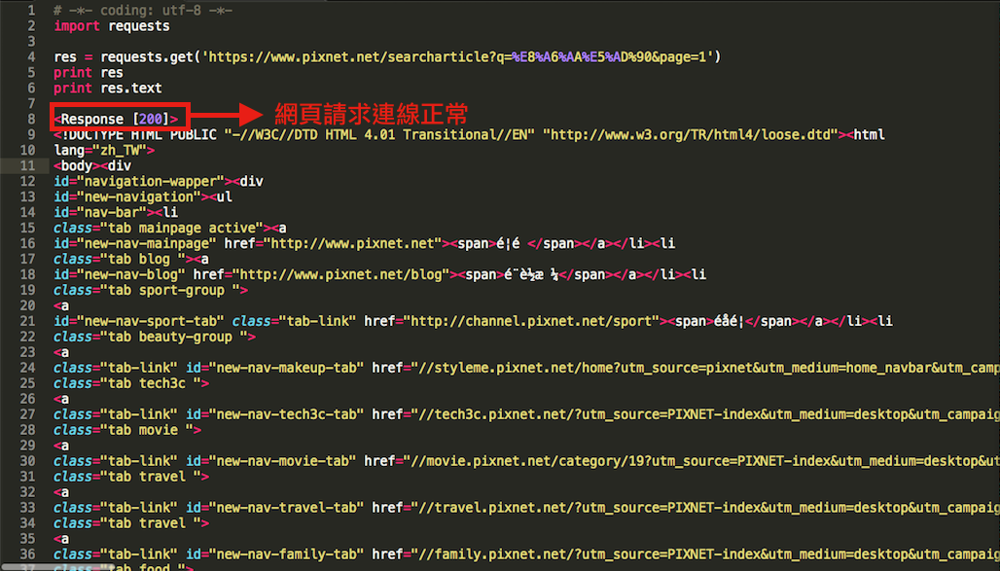 1 # -*- coding: utf-8 -*-
2 import requests
3
4 res = requests.get('https://www.pixnet.net/searcharticle?q=%E8%A6%AA%E5%AD%90&page=1')
5 print res
6 print res.text
7
8 <Response [200]> 網頁請求連線正常
9 <!DOCTYPE HTML PUBLIC "-//W3C//DTD HTML 4.01 Transitional//EN" "http://www.w3.org/TR/html4/loose.dtd"><html
10 lang="zh_TW">
11 <body><div
12 id="navigation-wapper"><div
13 id="new-navigation"><ul
14 id="nav-bar"><li
15 class="tab mainpage active"><a
16 id="new-nav-mainpage" href="http://www.pixnet.net"><span>é¦é </span></a></li><li
17 class="tab blog "><a
18 id="new-nav-blog" href="http://www.pixnet.net/blog"><span>é¨è½æ ¼</span></a></li><li
19 class="tab sport-group ">
20 <a
21 id="new-nav-sport-tab" class="tab-link" href="http://channel.pixnet.net/sport"><span>éåé¦</span></a></li><li
22 class="tab beauty-group ">
23 <a
24 class="tab-link" id="new-nav-makeup-tab" href="//styleme.pixnet.net/home?utm_source=pixnet&utm_medium=home_navbar&utm_camp
25 class="tab tech3c ">
26 <a
27 class="tab-link" id="new-nav-tech3c-tab" href="//tech3c.pixnet.net/?utm_source=PIXNET-index&utm_medium=desktop&utm_campaig
28 class="tab movie ">
29 <a
30 class="tab-link" id="new-nav-movie-tab" href="//movie.pixnet.net/category/19?utm_source=PIXNET-index&utm_medium=desktop&ut
31 class="tab travel ">
32 <a
33 class="tab-link" id="new-nav-travel-tab" href="//travel.pixnet.net/?utm_source=PIXNET-index&utm_medium=desktop&utm_campaig
34 class="tab travel ">
35 <a
36 class="tab-link" id="new-nav-family-tab" href="//family.pixnet.net/?utm_source=PIXNET-index&utm_medium=desktop&utm_campaig
37 class="tab food ">